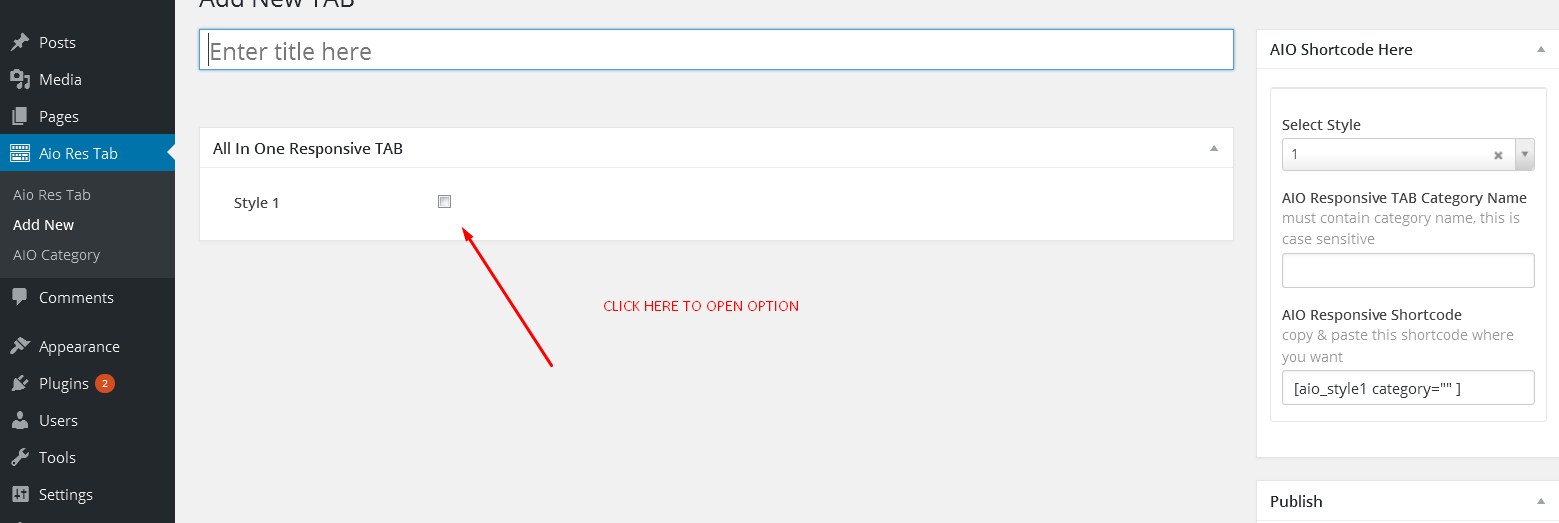 Add New TAB
Posts
Media
Pages
Aio Res Tab
Aio Res Tab
Add New
AIO Category
Comments
Appearance
Plugins 2
Users
Tools
Settings
Enter title here
All In One Responsive TAB
Style 1
CLICK HERE TO OPEN OPTION
AIO Shortcode Here
Select Style
1
AIO Responsive TAB Category Name
must contain category name, this is
case sensitive
AIO Responsive Shortcode
copy & paste this shortcode where
you want
[aio_style1 category="" ]
Publish